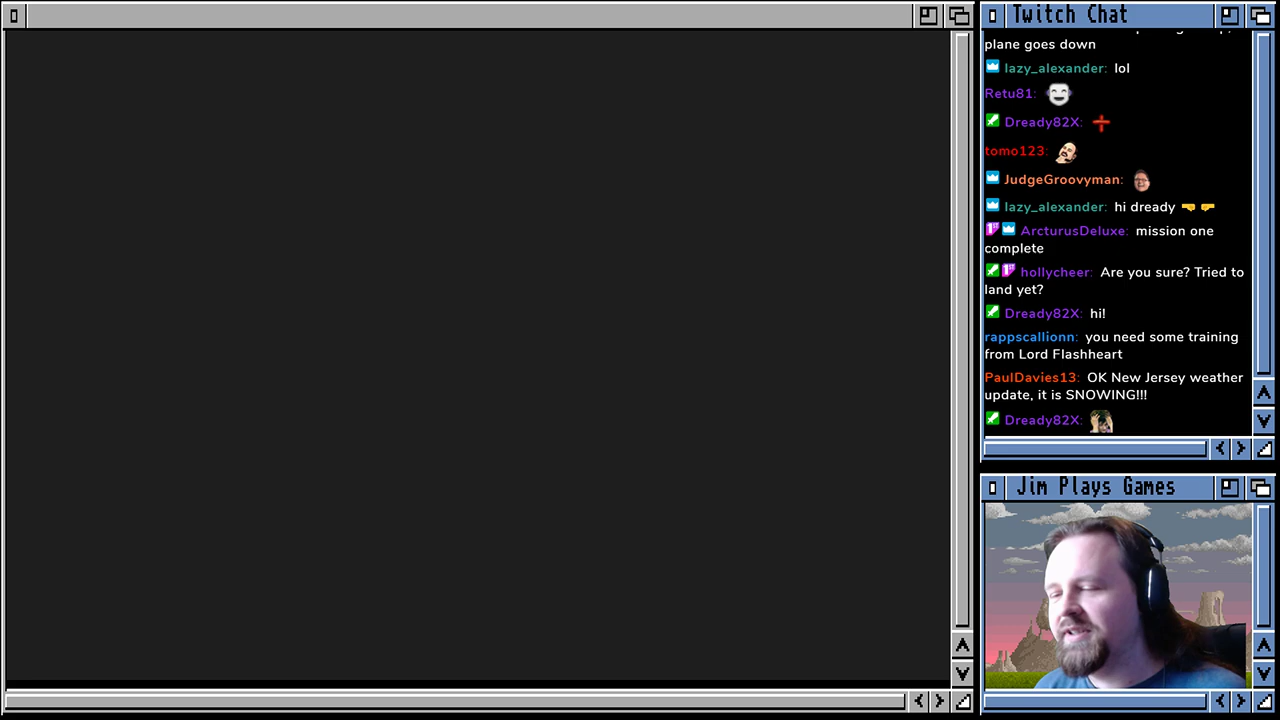 Twitch Chat
plane goes down
lazy_alexander: lol
Retu81:
Dready82X:
tomo123:
JudgeGroovyman:
lazy_alexander: hi dready
ArcturusDeluxe: mission one
complete
hollycheer: Are you sure? Tried to
land yet?
Dready82X: hi!
rappscallionn: you need some training
from Lord Flashheart
PaulDavies13: OK New Jersey weather
update, it is SNOWING!!!
Dready82X:
Jim Plays Games